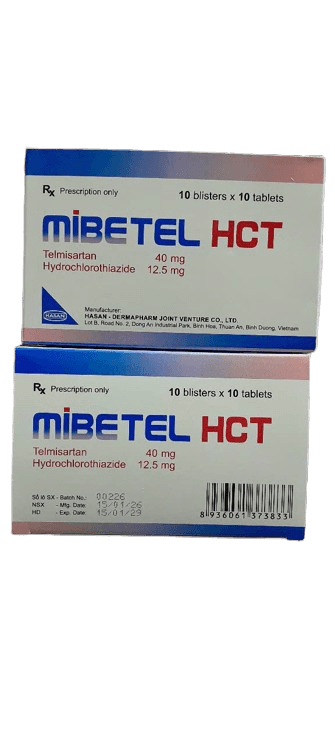 Rx Prescription only
10 blisters x 10 tablets
MIBETEL HCT
Telmisartan 40 mg
Hydrochlorothiazide 12.5 mg
HASAN
Manufacturer:
HASAN - DERMAPHARM JOINT VENTURE CO., LTD.
Lot B, Road No. 2, Dong An Industrial Park, Binh Hoa, Thuan An, Binh Duong, Vietnam
Rx Prescription only
10 blisters x 10 tablets
MIBETEL HCT
Telmisartan 40 mg
Hydrochlorothiazide 12.5 mg
Số lô SX - Batch No.: 00226
NSX - Mfg. Date: 15/01/26
HD - Exp. Date: 15/01/29
8 936061 373833